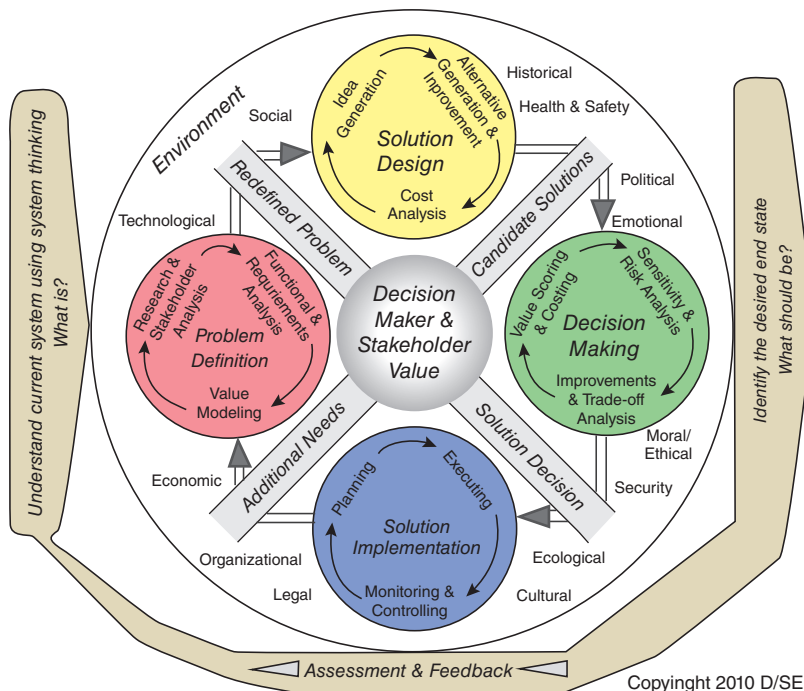 Environment
Social
Historical
Health & Safety
Political
Emotional
Technological
Idea
Generation
Alternative
Generation &
Improvement
Solution
Design
Cost
Analysis
Redefined Problem
Candidate Solutions
Research &
Stakeholder
Analysis
Functional &
Requriements
Analysis
Problem
Definition
Value
Modeling
Decision
Maker &
Stakeholder
Value
Value Scoring
& Costing
Sensitivity &
Risk Analysis
Decision
Making
Improvements
& Trade-off
Analysis
Additional Needs
Solution Decision
Moral/
Ethical
Security
Economic
Planning
Executing
Solution
Implementation
Monitoring &
Controlling
Organizational
Legal
Ecological
Cultural
Understand current system using system thinking
What is?
Identify the desired end state
What should be?
Assessment & Feedback
Copyinght 2010 D/SE